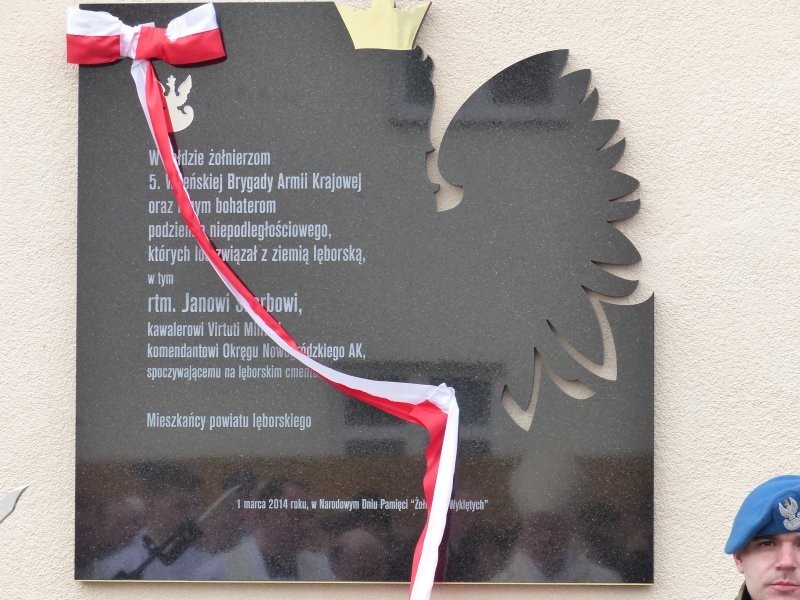 żołnierzom
5. Brygady Armii Krajowej
oraz bohaterom
niepodległościowego,
których związał z ziemią lęborską,
w tym
rtm. Janowi
kawalerowi Virtuti
komendantowi Okręgu AK,
spoczywającemu na lęborskim
Mieszkańcy powiatu lęborskiego
1 marca 2014 roku, w Narodowym Dniu Pamięci Wyklętych”